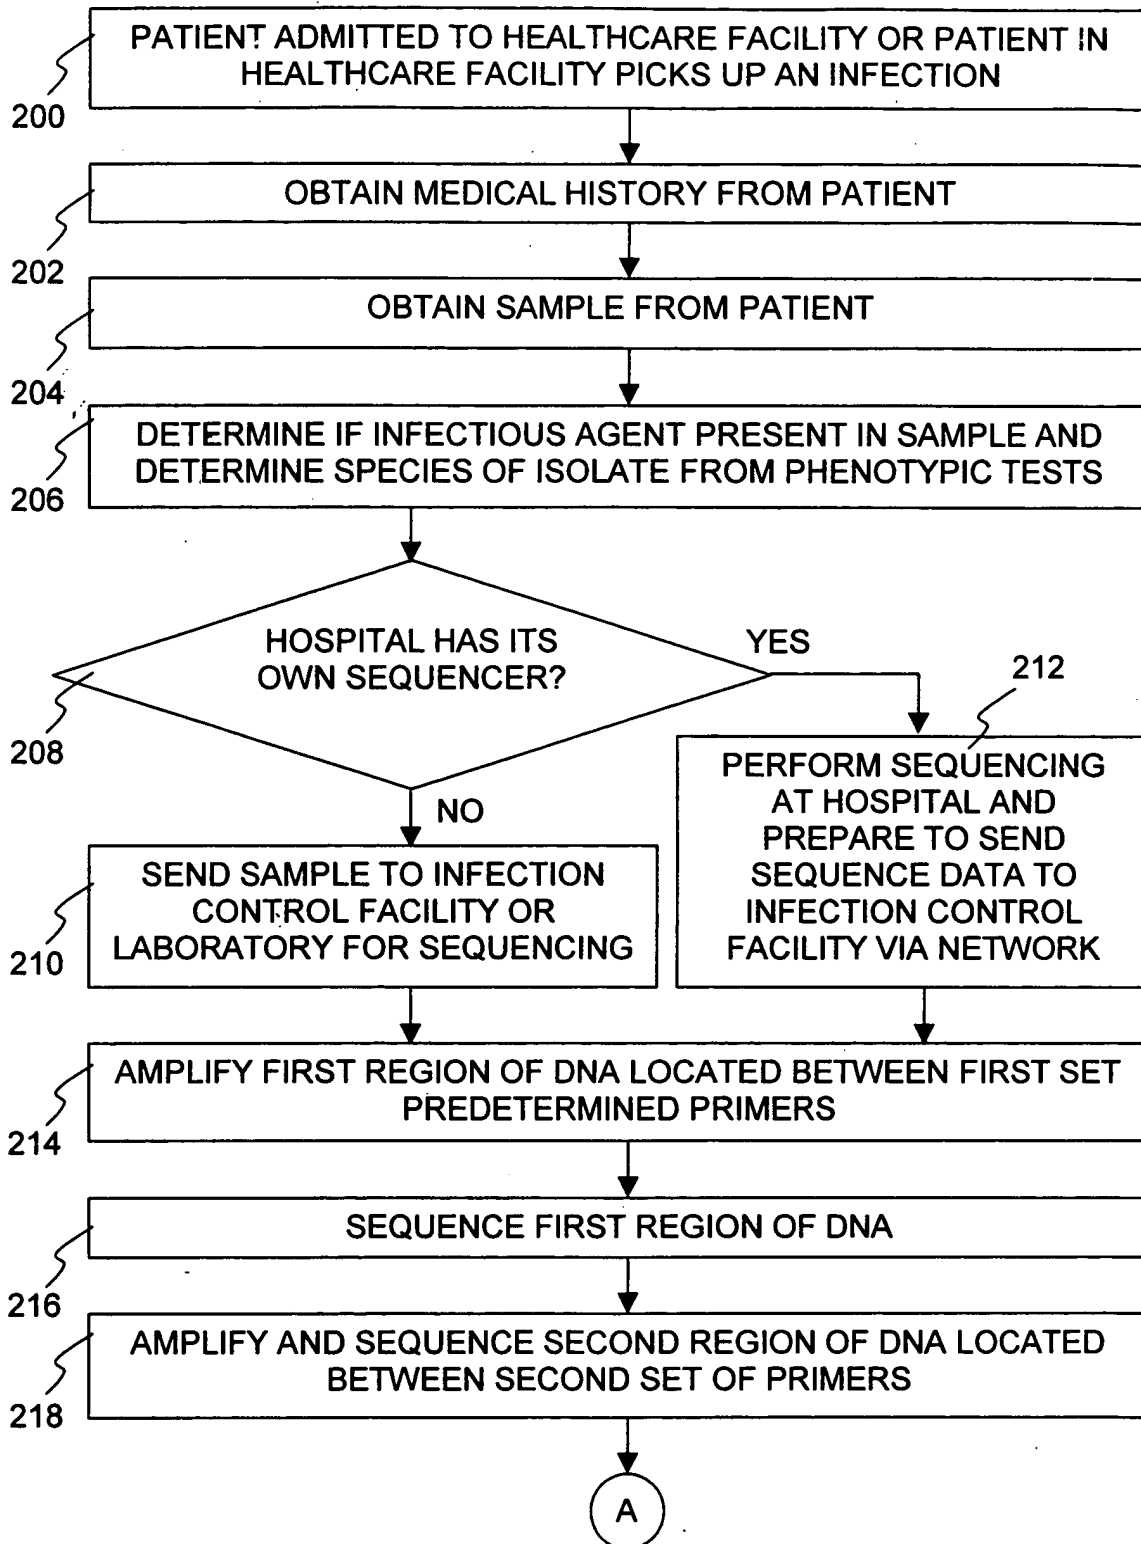 PATIENT ADMITTED TO HEALTHCARE FACILITY OR PATIENT IN
HEALTHCARE FACILITY PICKS UP AN INFECTION
200
OBTAIN MEDICAL HISTORY FROM PATIENT
202
OBTAIN SAMPLE FROM PATIENT
204
DETERMINE IF INFECTIOUS AGENT PRESENT IN SAMPLE AND
DETERMINE SPECIES OF ISOLATE FROM PHENOTYPIC TESTS
206
HOSPITAL HAS ITS
OWN SEQUENCER?
208
YES
212
NO
PERFORM SEQUENCING
AT HOSPITAL AND
PREPARE TO SEND
SEQUENCE DATA TO
INFECTION CONTROL
FACILITY VIA NETWORK
SEND SAMPLE TO INFECTION
CONTROL FACILITY OR
LABORATORY FOR SEQUENCING
210
AMPLIFY FIRST REGION OF DNA LOCATED BETWEEN FIRST SET
PREDETERMINED PRIMERS
214
SEQUENCE FIRST REGION OF DNA
216
AMPLIFY AND SEQUENCE SECOND REGION OF DNA LOCATED
BETWEEN SECOND SET OF PRIMERS
218
A